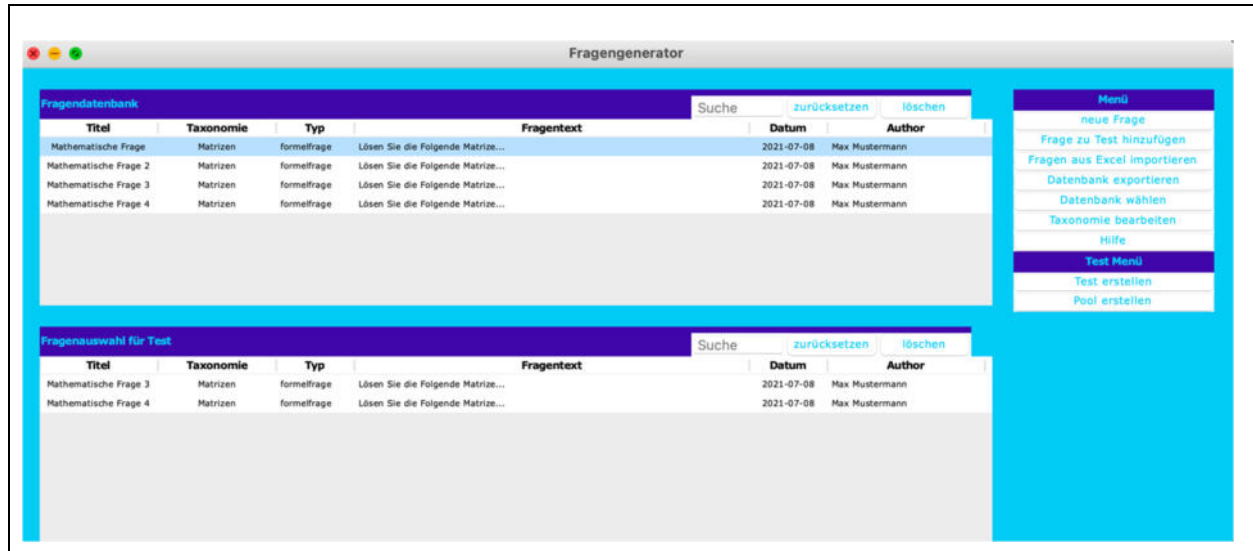 Fragengenerator
Fragendatenbank
Suche zurücksetzen löschen
Titel Taxonomie Typ Fragentext Datum Author
Mathematische Frage Matrizen formelfrage Lösen Sie die Folgende Matrize... 2021-07-08 Max Mustermann
Mathematische Frage 2 Matrizen formelfrage Lösen Sie die Folgende Matrize... 2021-07-08 Max Mustermann
Mathematische Frage 3 Matrizen formelfrage Lösen Sie die Folgende Matrize... 2021-07-08 Max Mustermann
Mathematische Frage 4 Matrizen formelfrage Lösen Sie die Folgende Matrize... 2021-07-08 Max Mustermann
Fragenauswahl für Test
Suche zurücksetzen löschen
Titel Taxonomie Typ Fragentext Datum Author
Mathematische Frage 3 Matrizen formelfrage Lösen Sie die Folgende Matrize... 2021-07-08 Max Mustermann
Mathematische Frage 4 Matrizen formelfrage Lösen Sie die Folgende Matrize... 2021-07-08 Max Mustermann
Menü
neue Frage
Frage zu Test hinzufügen
Fragen aus Excel importieren
Datenbank exportieren
Datenbank wählen
Taxonomie bearbeiten
Hilfe
Test Menü
Test erstellen
Pool erstellen